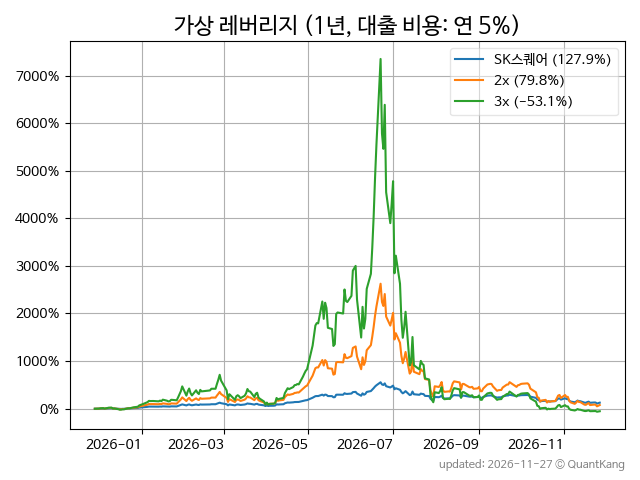 가상 레버리지 (1년, 대출 비용: 연 5%)
SK스퀘어 (127.9%)
2x (79.8%)
3x (−53.1%)
7000%
6000%
5000%
4000%
3000%
2000%
1000%
0%
2026-01 2026-03 2026-05 2026-07 2026-09 2026-11
updated: 2026-11-27 © QuantKang